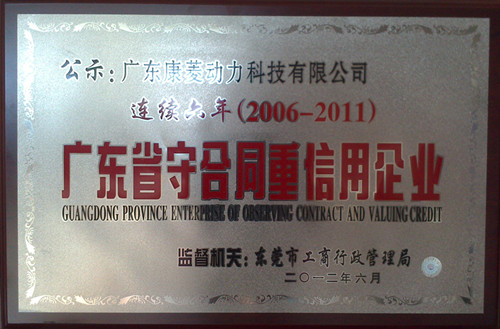 公示:广东康菱动力科技有限公司
连续六年(2006-2011)
广东省守合同重信用企业
GUANGDONG PROVINCE ENTERPRISE OF OBSERVING CONTRACT AND VALUING CREDIT
监督机关:东莞市工商行政管理局
二〇一二年六月